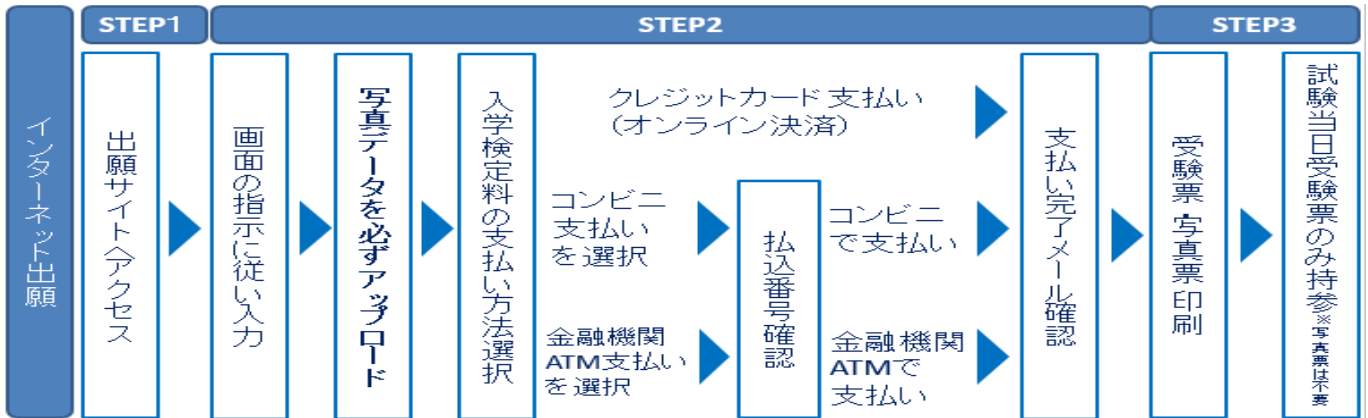 インターネット出願
STEP1
STEP2
STEP3
出願サイトへアクセス
画面の指示に従い入力
写真データを必ずアップロード
入学検定料の支払い方法選択
クレジットカード支払い
(オンライン決済)
コンビニ
支払い
を選択
金融機関
ATM支払い
を選択
払込番号確認
コンビニ
で支払い
金融機関
ATMで
支払い
支払い完了メール確認
受験票・写真票印刷
試験当日受験票のみ持参※写真票は不要